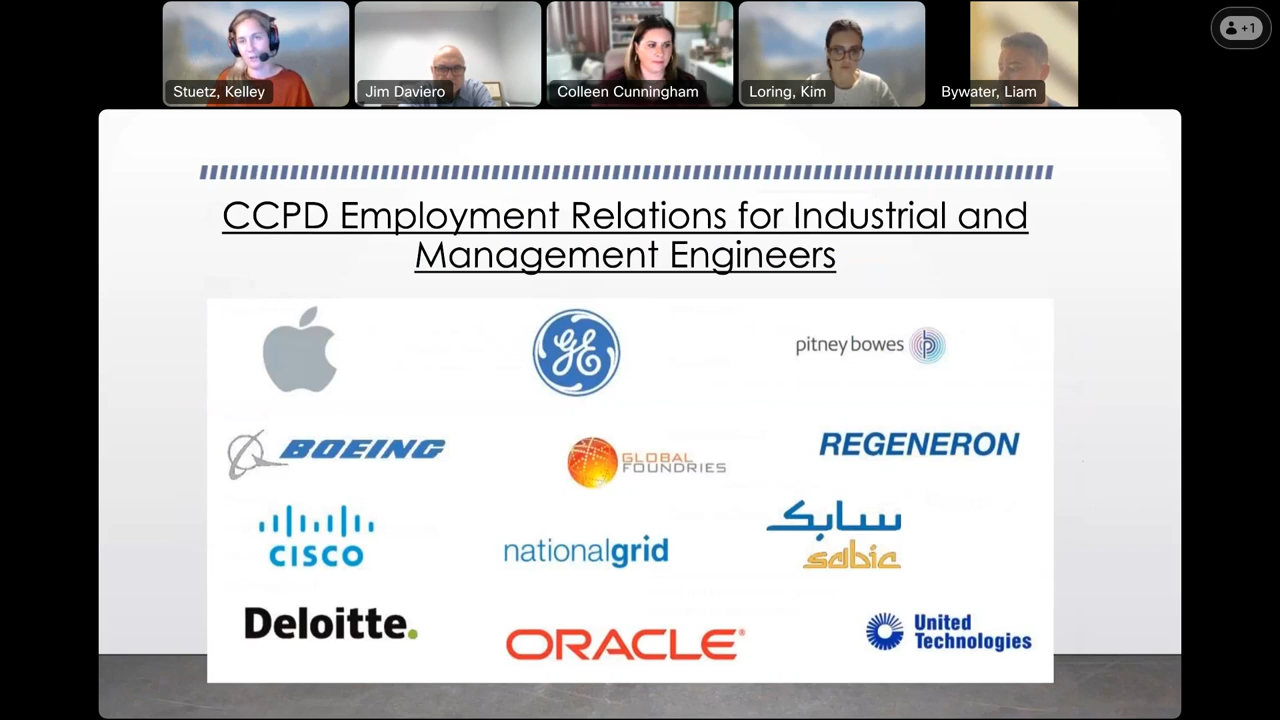 Stuetz, Kelley
Jim Daviero
Colleen Cunningham
Loring, Kim
Bywater, Liam
+1
CCPD Employment Relations for Industrial and
Management Engineers
GE
pitney bowes
BOEING
GLOBAL
FOUNDRIES
REGENERON
CISCO
nationalgrid
سابك
sabic
Deloitte.
ORACLE®
United
Technologies